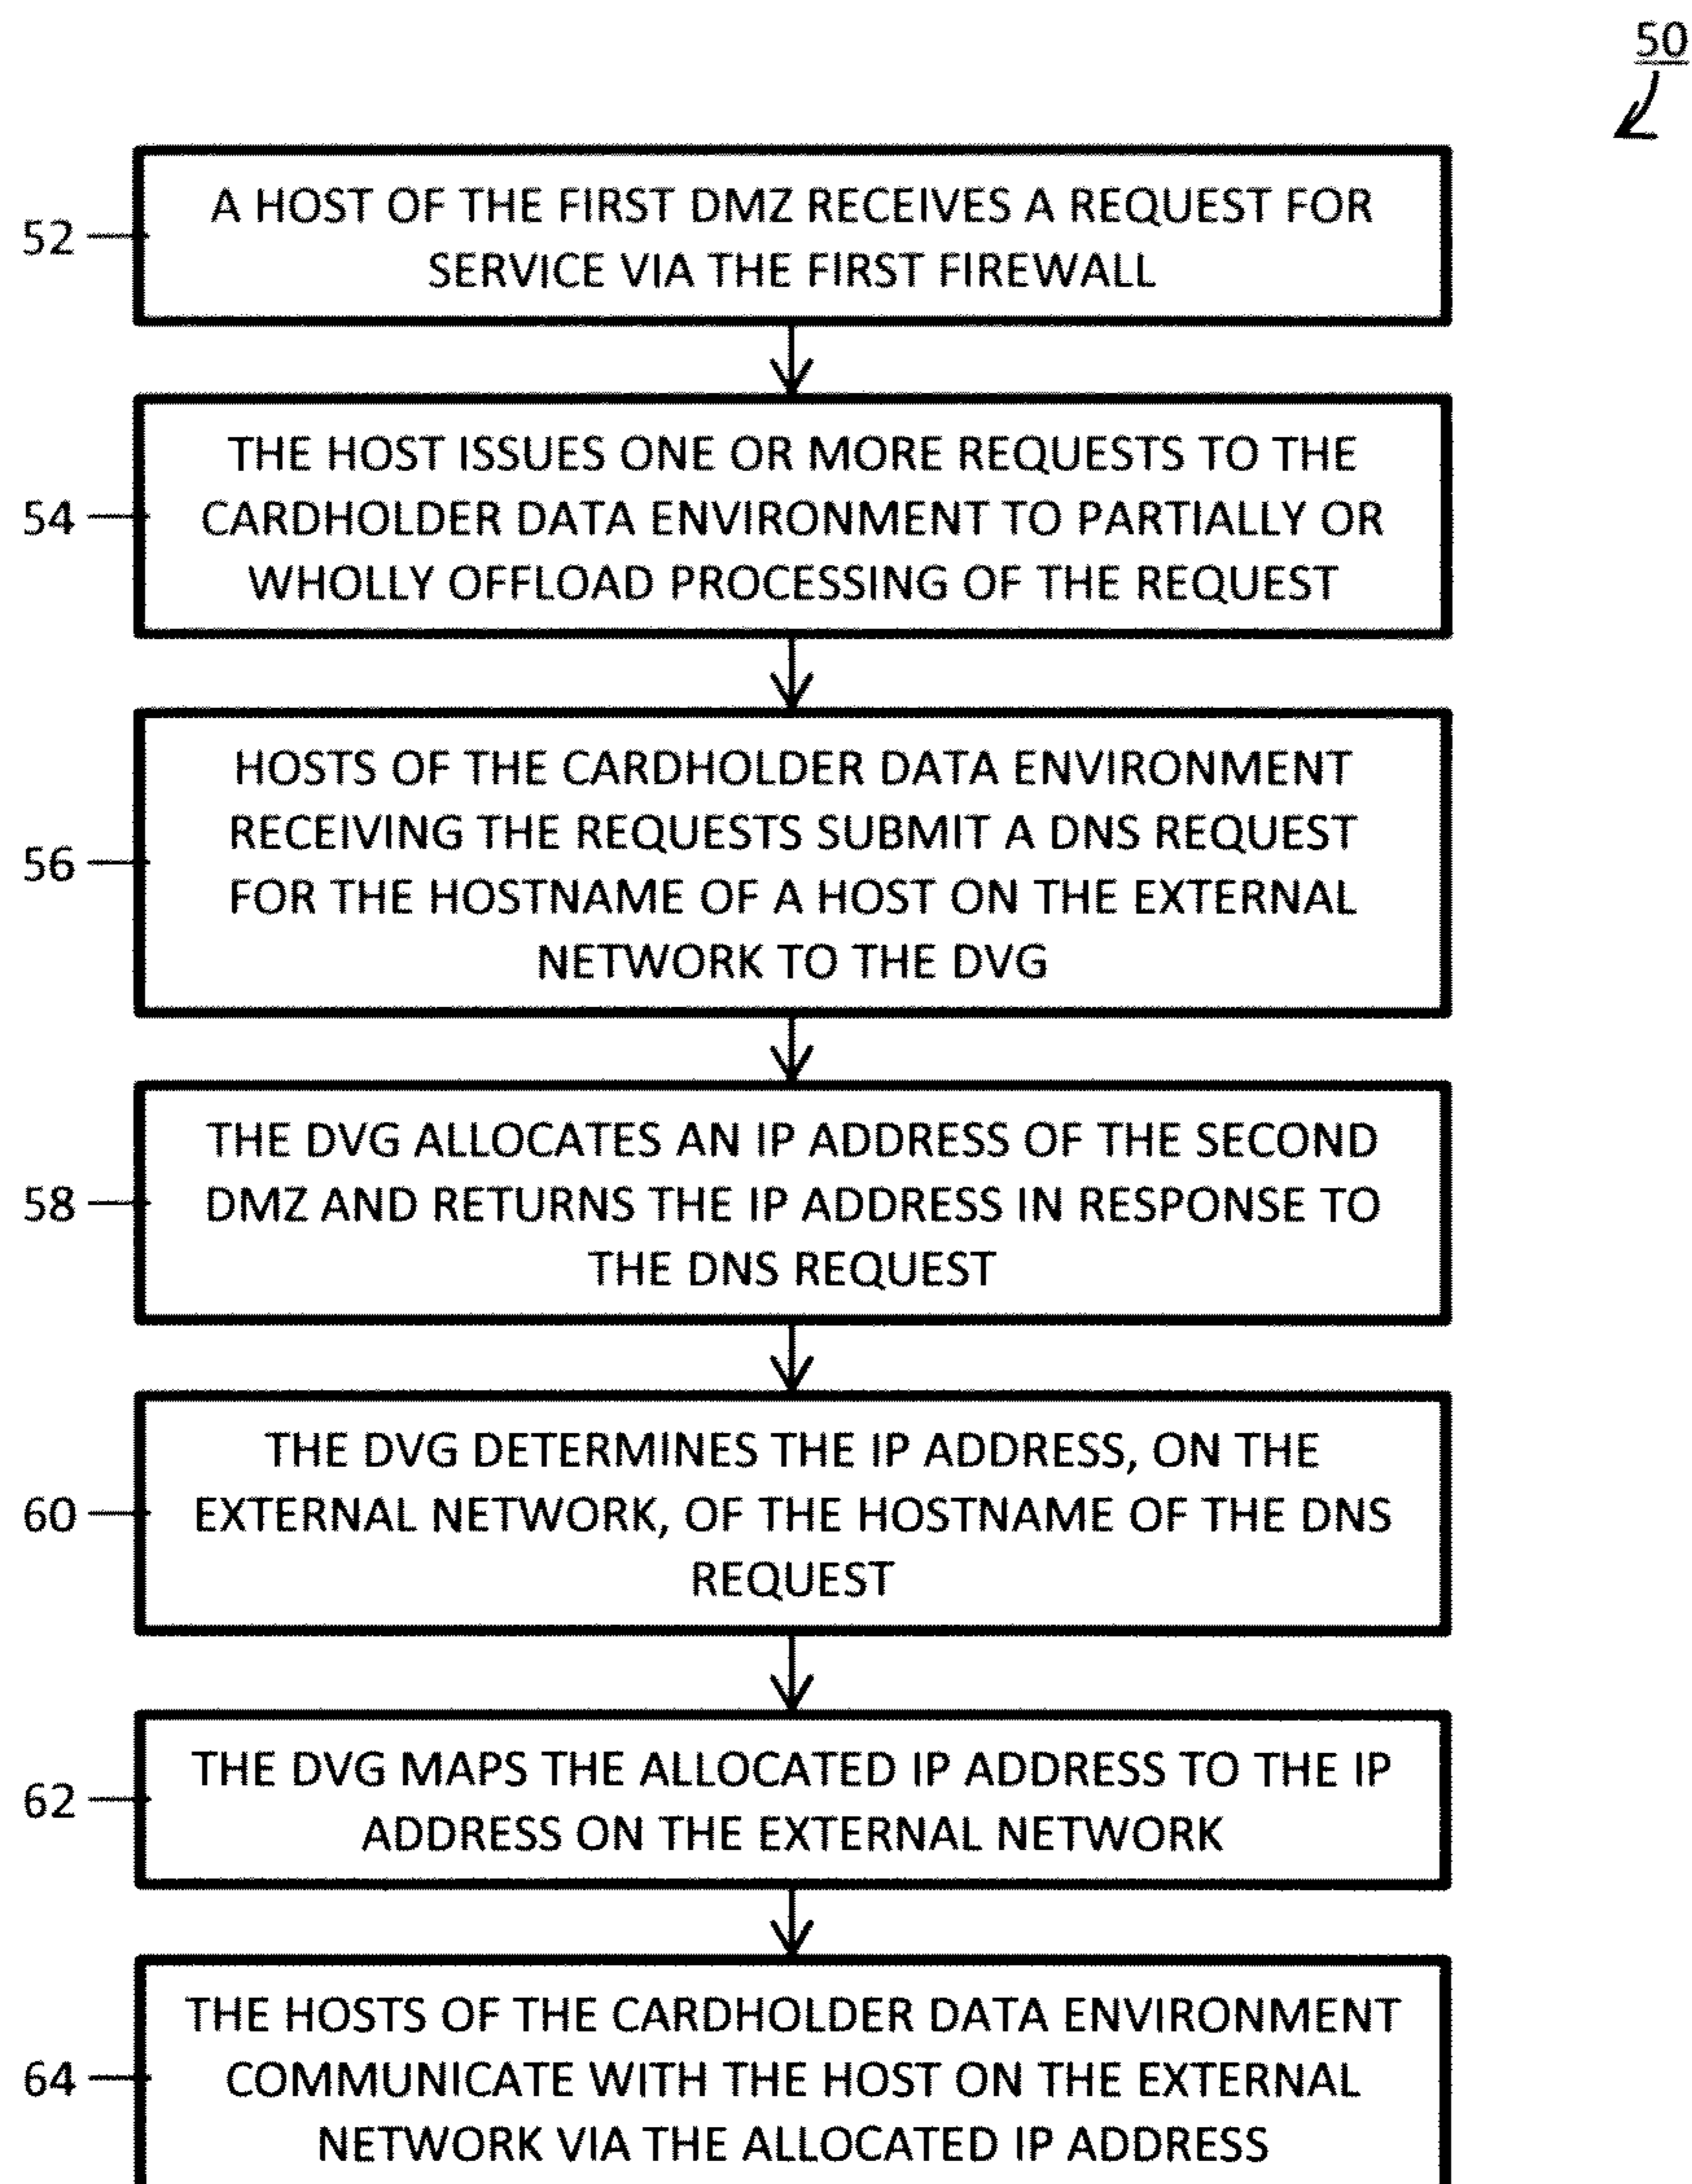 50
52
A HOST OF THE FIRST DMZ RECEIVES A REQUEST FOR
SERVICE VIA THE FIRST FIREWALL
54
THE HOST ISSUES ONE OR MORE REQUESTS TO THE
CARDHOLDER DATA ENVIRONMENT TO PARTIALLY OR
WHOLLY OFFLOAD PROCESSING OF THE REQUEST
56
HOSTS OF THE CARDHOLDER DATA ENVIRONMENT
RECEIVING THE REQUESTS SUBMIT A DNS REQUEST
FOR THE HOSTNAME OF A HOST ON THE EXTERNAL
NETWORK TO THE DVG
58
THE DVG ALLOCATES AN IP ADDRESS OF THE SECOND
DMZ AND RETURNS THE IP ADDRESS IN RESPONSE TO
THE DNS REQUEST
60
THE DVG DETERMINES THE IP ADDRESS, ON THE
EXTERNAL NETWORK, OF THE HOSTNAME OF THE DNS
REQUEST
62
THE DVG MAPS THE ALLOCATED IP ADDRESS TO THE IP
ADDRESS ON THE EXTERNAL NETWORK
64
THE HOSTS OF THE CARDHOLDER DATA ENVIRONMENT
COMMUNICATE WITH THE HOST ON THE EXTERNAL
NETWORK VIA THE ALLOCATED IP ADDRESS